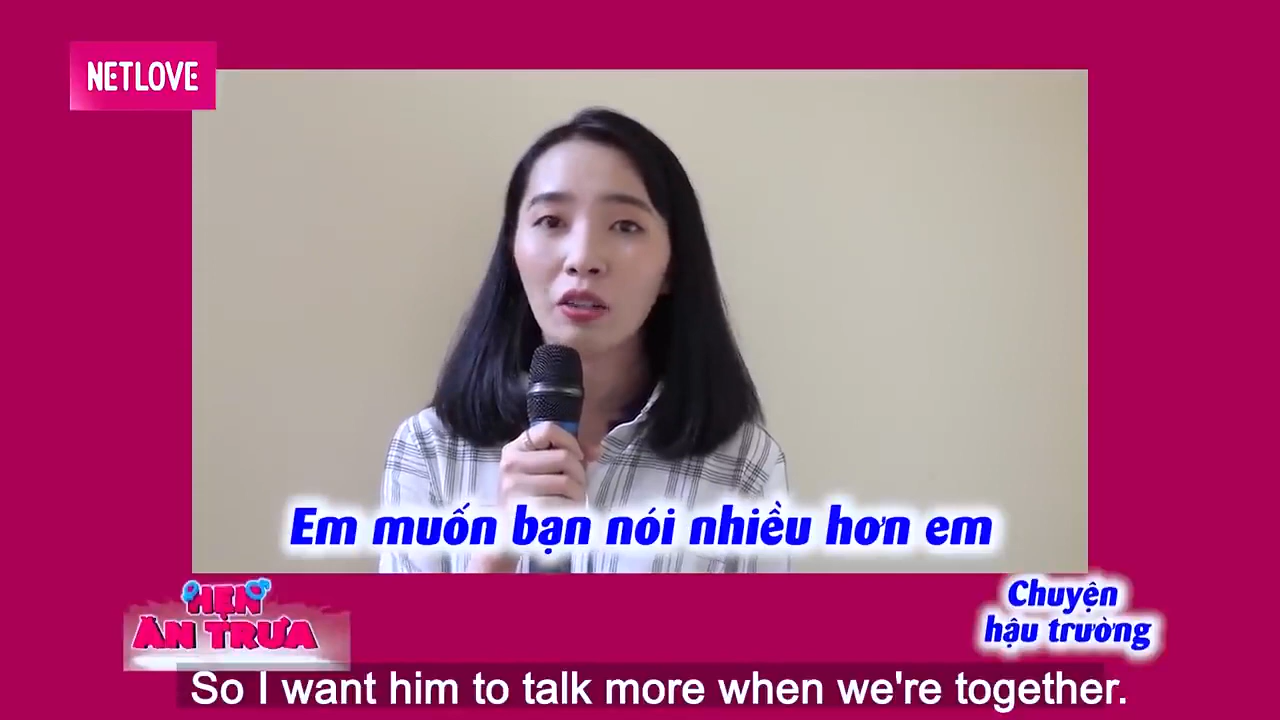 NETLOVE
Em muốn bạn nói nhiều hơn em
HẸN
ĂN TRƯA
Chuyện
hậu trường
So I want him to talk more when we're together.